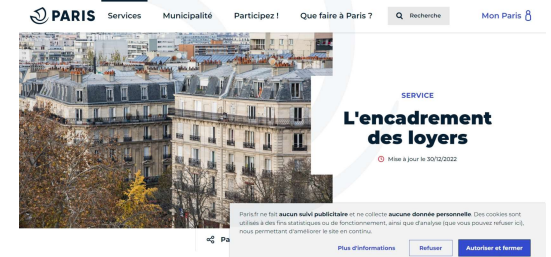 PARIS Services Municipalité Participez ! Que faire à Paris ? Recherche Mon Paris
SERVICE
L'encadrement
des loyers
Mise à jour le 30/12/2022
Pa
Paris.fr ne fait aucun suivi publicitaire et ne collecte aucune donnée personnelle. Des cookies sont
utilisés à des fins statistiques ou de fonctionnement, ainsi que d'analyse (que vous pouvez refuser ici),
nous permettant d'améliorer le site en continu.
Plus d'informations Refuser Autoriser et fermer